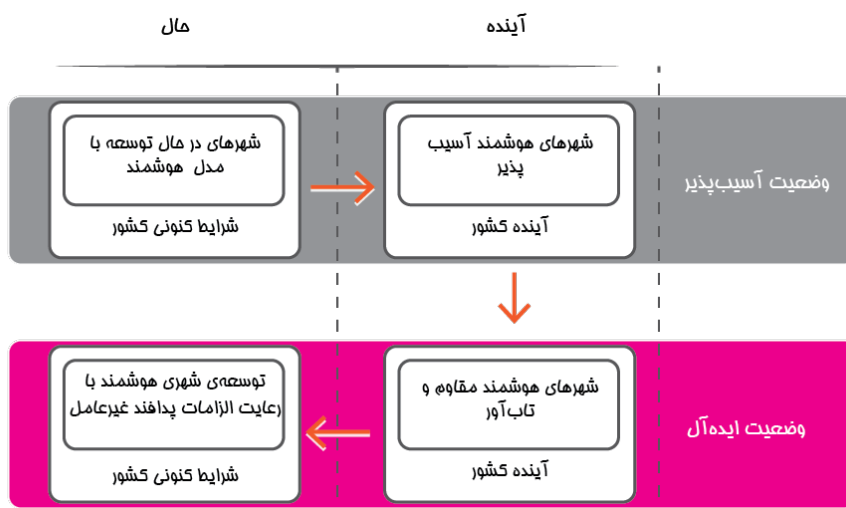 آینده
حال
وضعیت آسیب‌پذیر
شهرهای هوشمند آسیب
پذیر
آینده کشور
شهرهای در حال توسعه با
مدل هوشمند
شرایط کنونی کشور
وضعیت ایده‌آل
شهرهای هوشمند مقاوم و
تاب‌آور
آینده کشور
توسعه‌ی شهری هوشمند با
رعایت الزامات پدافند غیرعامل
شرایط کنونی کشور